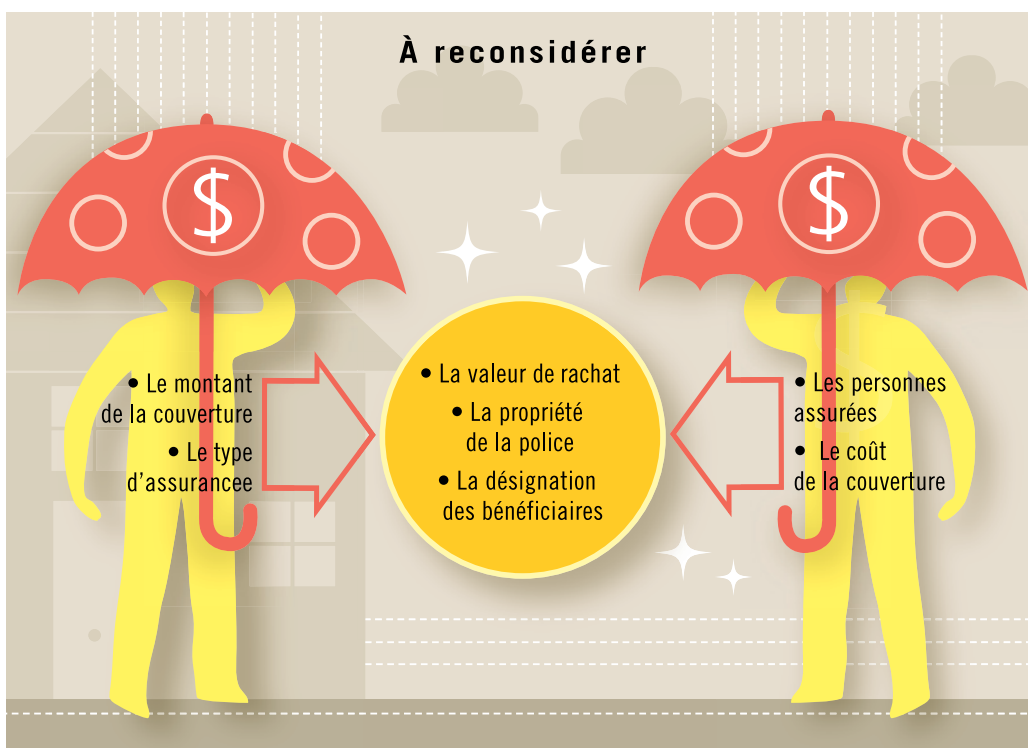 À reconsidérer
$
$
• Le montant
de la couverture
• Le type
d'assurancee
• La valeur de rachat
• La propriété
de la police
• La désignation
des bénéficiaires
• Les personnes
assurées
• Le coût
de la couverture